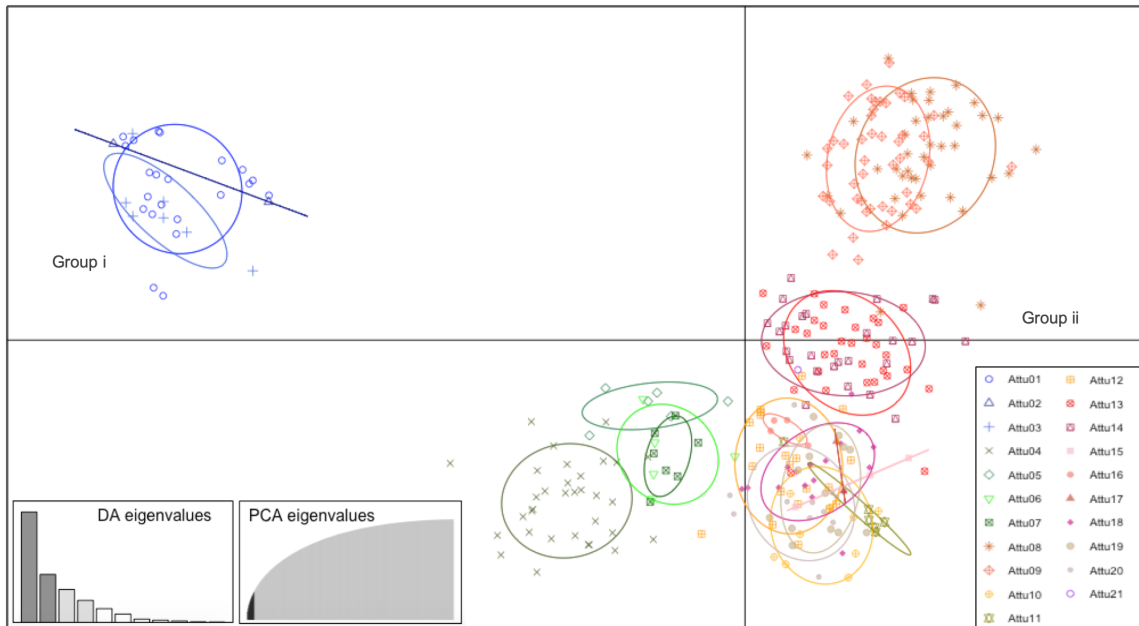 Group i
Group ii
DA eigenvalues
PCA eigenvalues
Attu01
Attu02
Attu03
Attu04
Attu05
Attu06
Attu07
Attu08
Attu09
Attu10
Attu11
Attu12
Attu13
Attu14
Attu15
Attu16
Attu17
Attu18
Attu19
Attu20
Attu21